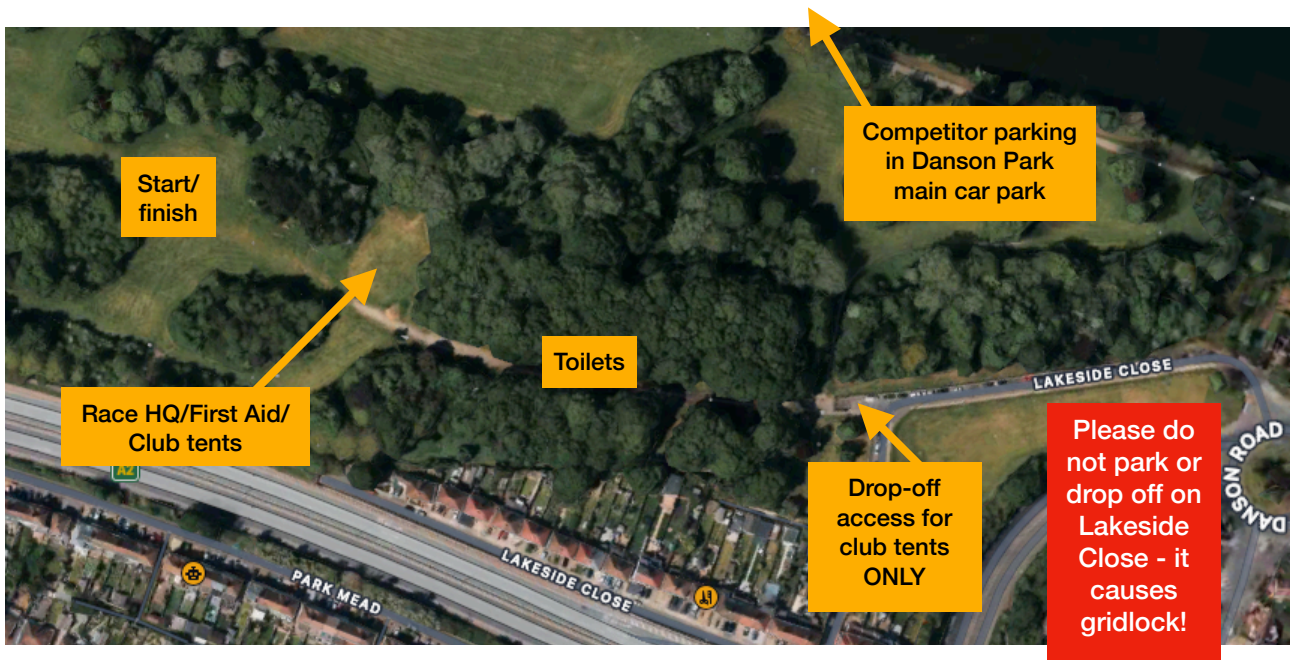 Competitor parking
in Danson Park
main car park
Start/
finish
Toilets
LAKESIDE CLOSE
Race HQ/First Aid/
Club tents
Please do
not park or
drop off on
Lakeside
Close - it
causes
gridlock!
DANSON ROAD
A2
Drop-off
access for
club tents
ONLY
LAKESIDE CLOSE
PARK MEAD